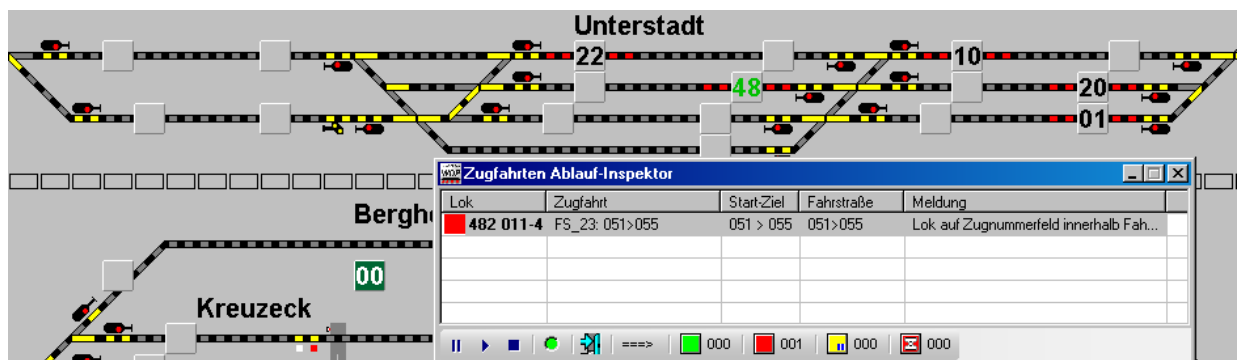 Unterstadt
22
10
48
20
01
Zugfahrten Ablauf-Inspektor
Lok Zugfahrt Start-Ziel Fahrstraße Meldung
482 011-4 FS_23: 051>055 051 > 055 051>055 Lok auf Zugnummerfeld innerhalb Fah...
Bergh
00
Kreuzeck
===> 000 001 000 000